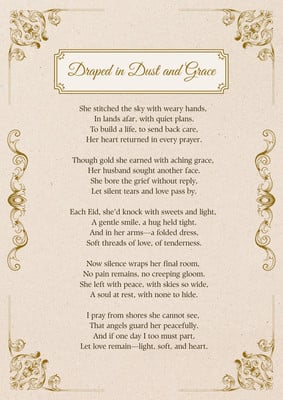 Draped in Dust and Grace
She stitched the sky with weary hands,
In lands afar, with quiet plans.
To build a life, to send back care,
Her heart returned in every prayer.
Though gold she earned with aching grace,
Her husband sought another face.
She bore the grief without reply,
Let silent tears and love pass by.
Each Eid, she'd knock with sweets and light,
A gentle smile, a hug held tight.
And in her arms—a folded dress,
Soft threads of love, of tenderness.
Now silence wraps her final room,
No pain remains, no creeping gloom.
She left with peace, with skies so wide,
A soul at rest, with none to hide.
I pray from shores she cannot see,
That angels guard her peacefully.
And if one day I too must part,
Let love remain—light, soft, and heart.